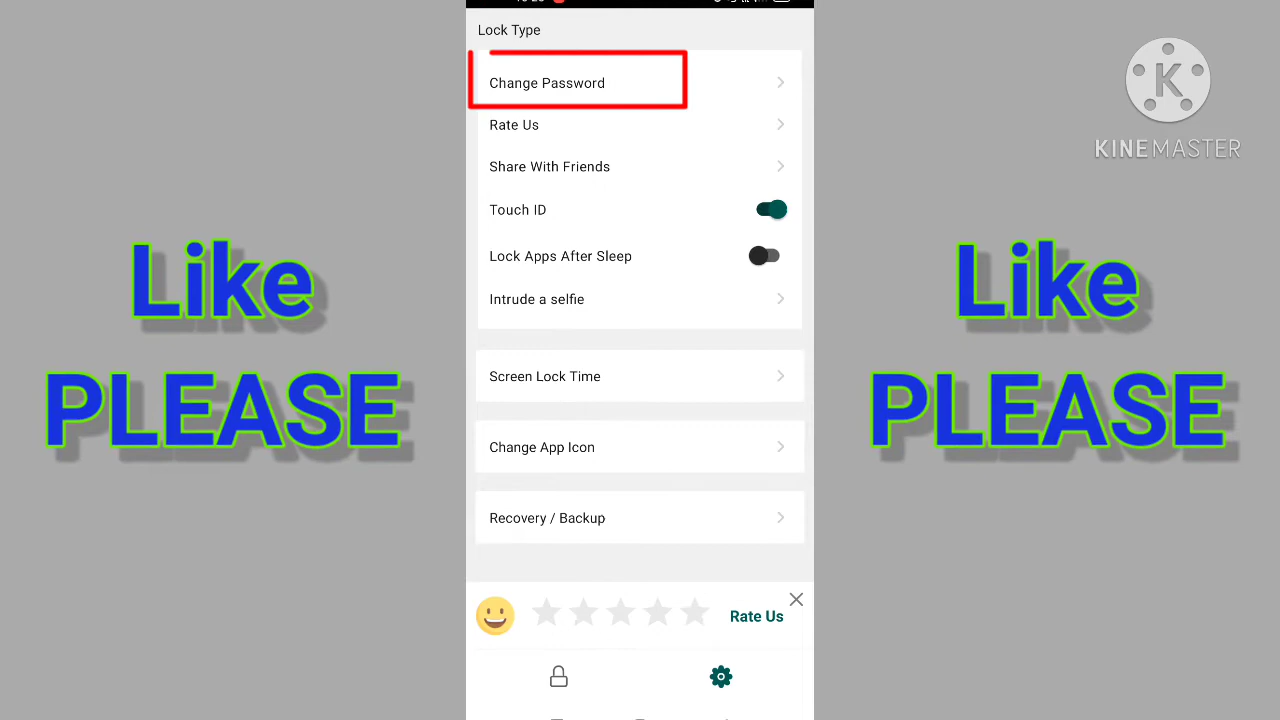 Lock Type
Change Password
Rate Us
Share With Friends
Touch ID
Lock Apps After Sleep
Intrude a selfie
Screen Lock Time
Change App Icon
Recovery / Backup
Rate Us
Like
PLEASE
Like
PLEASE
K
KINEMASTER